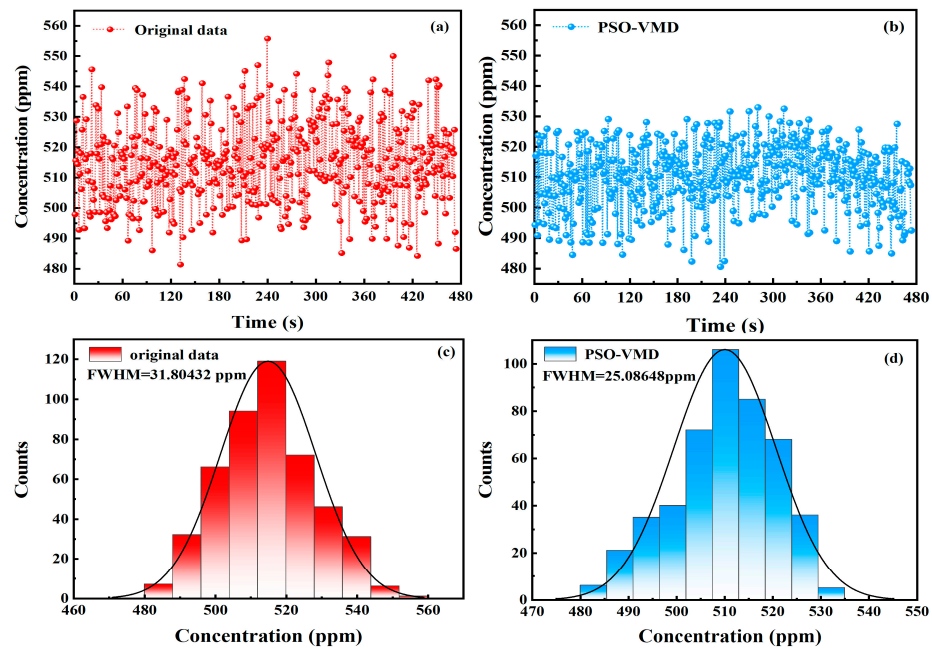 Original data
(a)
Concentration (ppm)
560
550
540
530
520
510
500
490
480
0 60 120 180 240 300 360 420 480
Time (s)
PSO-VMD
(b)
Concentration (ppm)
560
550
540
530
520
510
500
490
480
0 60 120 180 240 300 360 420 480
Time (s)
original data
(c)
FWHM=31.80432 ppm
Counts
120
100
80
60
40
20
0
460 480 500 520 540 560
Concentration (ppm)
PSO-VMD
(d)
FWHM=25.08648ppm
Counts
100
80
60
40
20
0
470 480 490 500 510 520 530 540 550
Concentration (ppm)